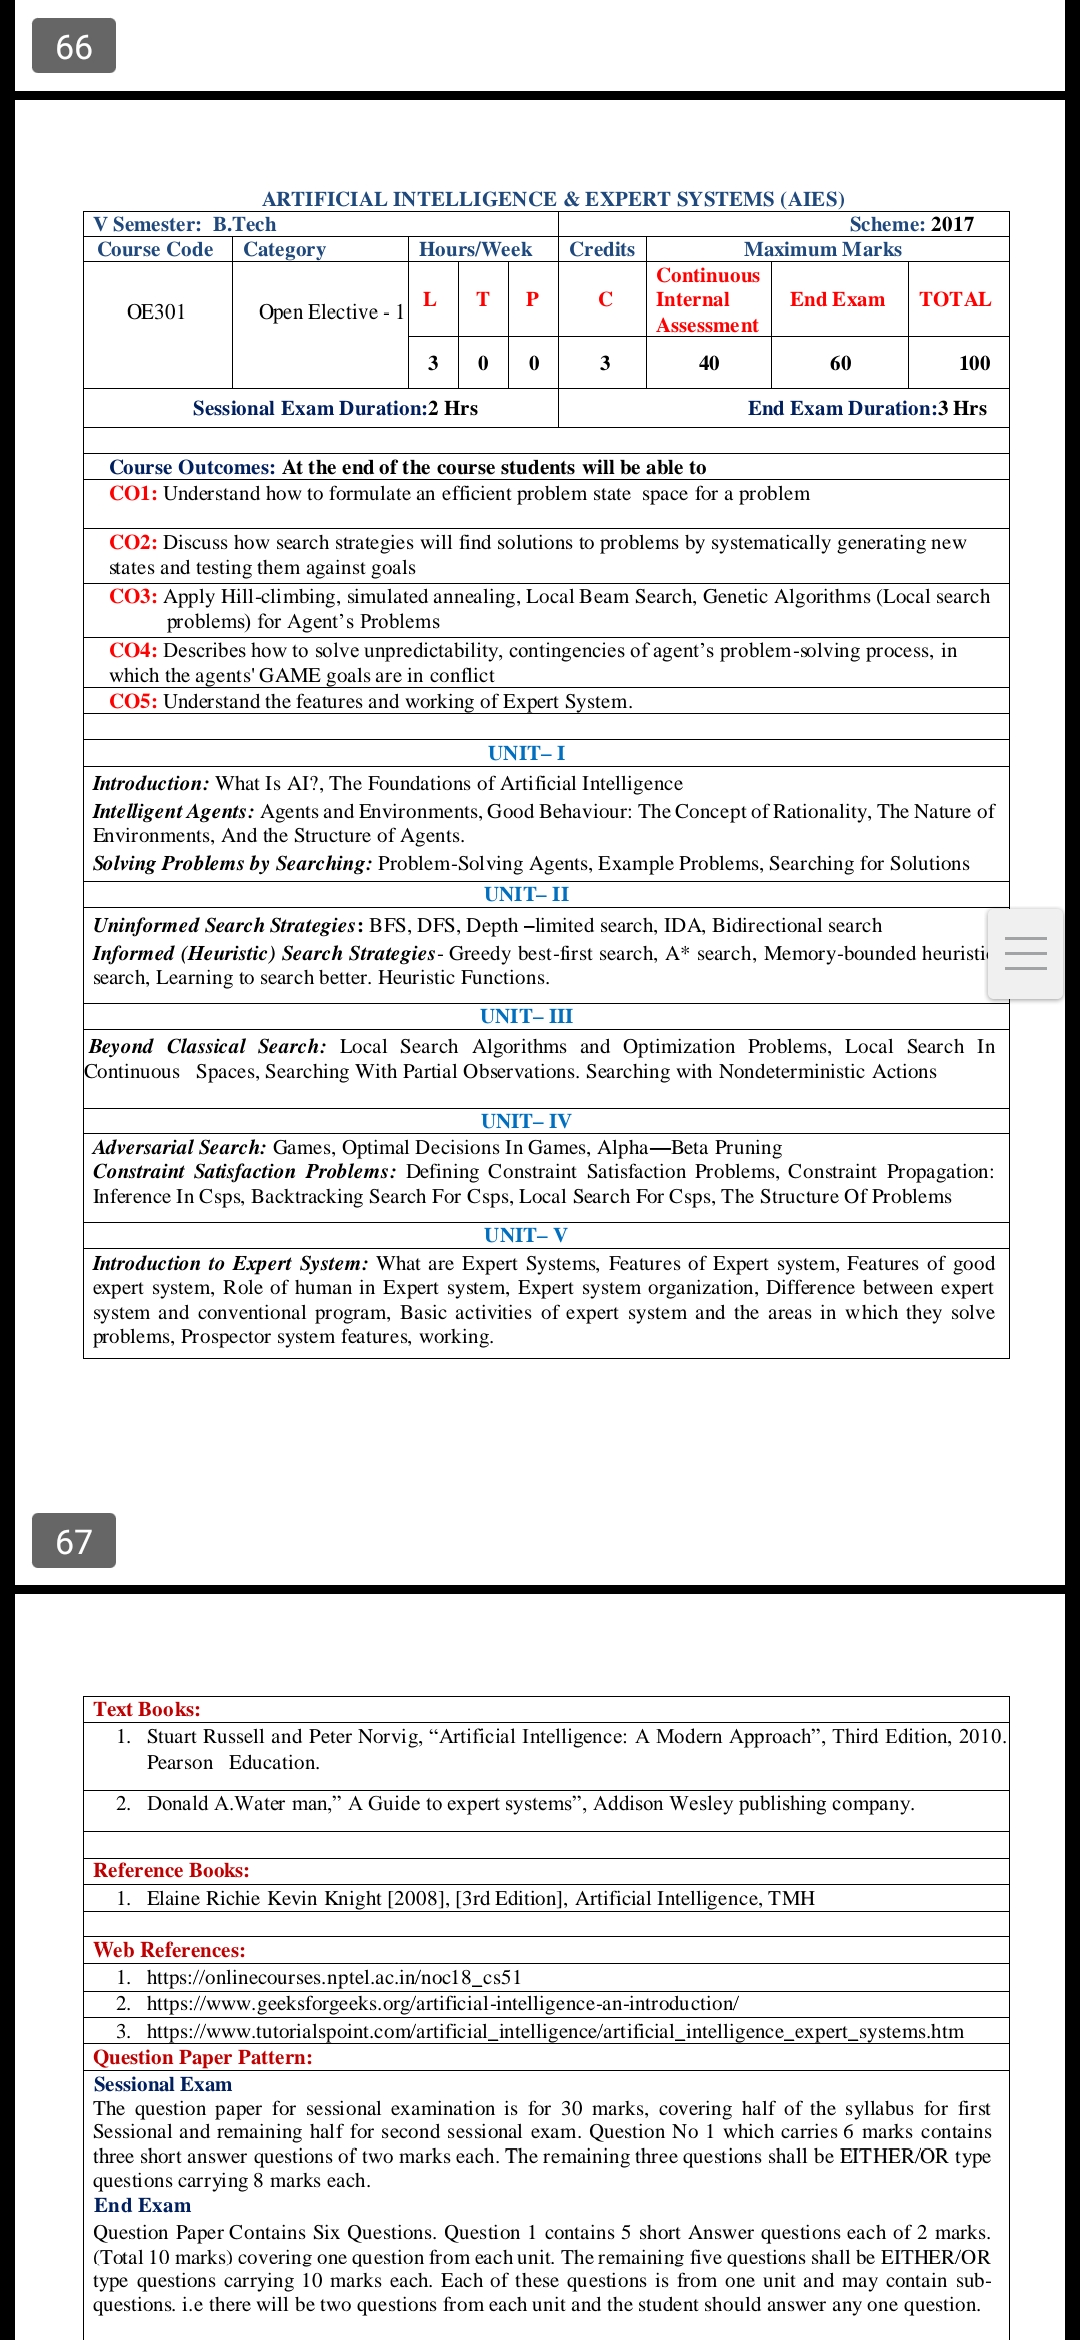 66
ARTIFICIAL INTELLIGENCE & EXPERT SYSTEMS (AIES)
V Semester: B.Tech Scheme: 2017
Course Code Category Hours/Week Credits Maximum Marks
OE301 Open Elective - 1 L T P C Continuous Internal Assessment End Exam TOTAL
3 0 0 3 40 60 100
Sessional Exam Duration:2 Hrs End Exam Duration:3 Hrs
Course Outcomes: At the end of the course students will be able to
CO1: Understand how to formulate an efficient problem state space for a problem
CO2: Discuss how search strategies will find solutions to problems by systematically generating new
states and testing them against goals
CO3: Apply Hill-climbing, simulated annealing, Local Beam Search, Genetic Algorithms (Local search
problems) for Agent’s Problems
CO4: Describes how to solve unpredictability, contingencies of agent’s problem-solving process, in
which the agents' GAME goals are in conflict
CO5: Understand the features and working of Expert System.
UNIT– I
Introduction: What Is AI?, The Foundations of Artificial Intelligence
Intelligent Agents: Agents and Environments, Good Behaviour: The Concept of Rationality, The Nature of
Environments, And the Structure of Agents.
Solving Problems by Searching: Problem-Solving Agents, Example Problems, Searching for Solutions
UNIT– II
Uninformed Search Strategies: BFS, DFS, Depth –limited search, IDA, Bidirectional search
Informed (Heuristic) Search Strategies- Greedy best-first search, A* search, Memory-bounded heuristic
search, Learning to search better. Heuristic Functions.
UNIT– III
Beyond Classical Search: Local Search Algorithms and Optimization Problems, Local Search In
Continuous Spaces, Searching With Partial Observations. Searching with Nondeterministic Actions
UNIT– IV
Adversarial Search: Games, Optimal Decisions In Games, Alpha—Beta Pruning
Constraint Satisfaction Problems: Defining Constraint Satisfaction Problems, Constraint Propagation:
Inference In Csps, Backtracking Search For Csps, Local Search For Csps, The Structure Of Problems
UNIT– V
Introduction to Expert System: What are Expert Systems, Features of Expert system, Features of good
expert system, Role of human in Expert system, Expert system organization, Difference between expert
system and conventional program, Basic activities of expert system and the areas in which they solve
problems, Prospector system features, working.
67
Text Books:
1. Stuart Russell and Peter Norvig, “Artificial Intelligence: A Modern Approach”, Third Edition, 2010.
Pearson Education.
2. Donald A.Water man,” A Guide to expert systems”, Addison Wesley publishing company.
Reference Books:
1. Elaine Richie Kevin Knight [2008], [3rd Edition], Artificial Intelligence, TMH
Web References:
1. https://onlinecourses.nptel.ac.in/noc18_cs51
2. https://www.geeksforgeeks.org/artificial-intelligence-an-introduction/
3. https://www.tutorialspoint.com/artificial_intelligence/artificial_intelligence_expert_systems.htm
Question Paper Pattern:
Sessional Exam
The question paper for sessional examination is for 30 marks, covering half of the syllabus for first
Sessional and remaining half for second sessional exam. Question No 1 which carries 6 marks contains
three short answer questions of two marks each. The remaining three questions shall be EITHER/OR type
questions carrying 8 marks each.
End Exam
Question Paper Contains Six Questions. Question 1 contains 5 short Answer questions each of 2 marks.
(Total 10 marks) covering one question from each unit. The remaining five questions shall be EITHER/OR
type questions carrying 10 marks each. Each of these questions is from one unit and may contain sub-
questions. i.e there will be two questions from each unit and the student should answer any one question.